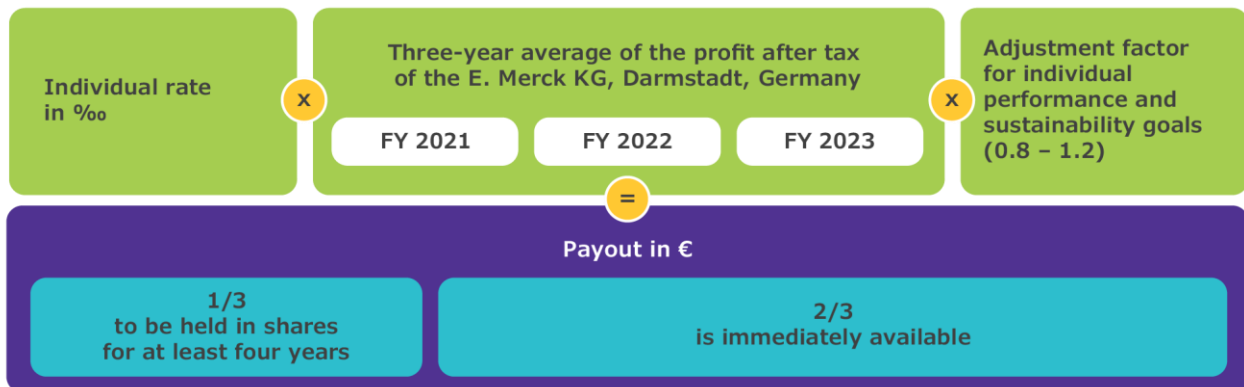 Individual rate
in ‰
x
Three-year average of the profit after tax
of the E. Merck KG, Darmstadt, Germany
FY 2021
FY 2022
FY 2023
x
Adjustment factor
for individual
performance and
sustainability goals
(0.8 – 1.2)
=
Payout in €
1/3
to be held in shares
for at least four years
2/3
is immediately available